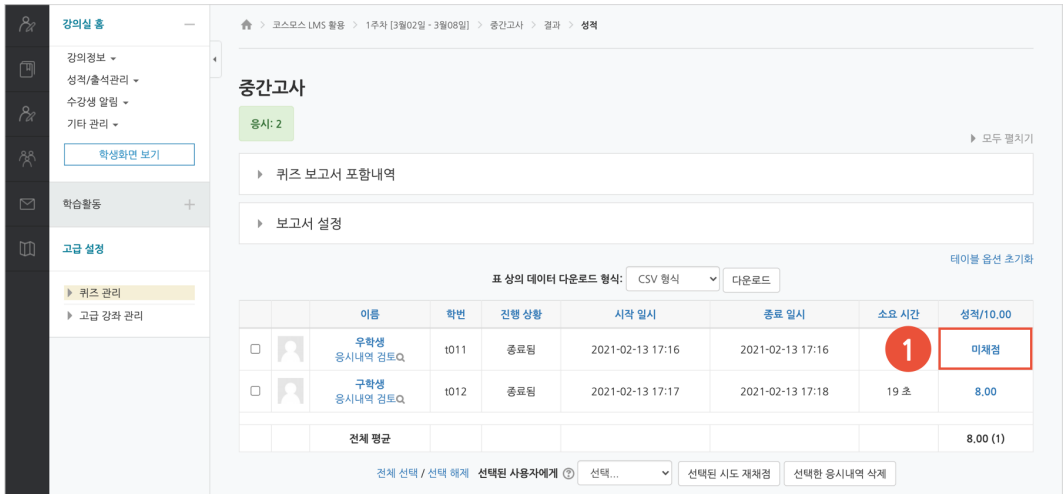 강의실 홈
강의정보
성적/출석관리
수강생 알림
기타 관리
학생화면 보기
학습활동
고급 설정
퀴즈 관리
고급 강좌 관리
코스모스 LMS 활용 > 1주차 [3월02일 - 3월08일] > 중간고사 > 결과 > 성적
중간고사
응시: 2
모두 펼치기
퀴즈 보고서 포함내역
보고서 설정
테이블 옵션 초기화
표 상의 데이터 다운로드 형식: CSV 형식 다운로드
이름 학번 진행 상황 시작 일시 종료 일시 소요 시간 성적/10.00
우학생
응시내역 검토 t011 종료됨 2021-02-13 17:16 2021-02-13 17:16 1 미채점
구학생
응시내역 검토 t012 종료됨 2021-02-13 17:17 2021-02-13 17:18 19 초 8.00
전체 평균 8.00 (1)
전체 선택 / 선택 해제 선택된 사용자에게 ? 선택... 선택된 시도 재채점 선택한 응시내역 삭제